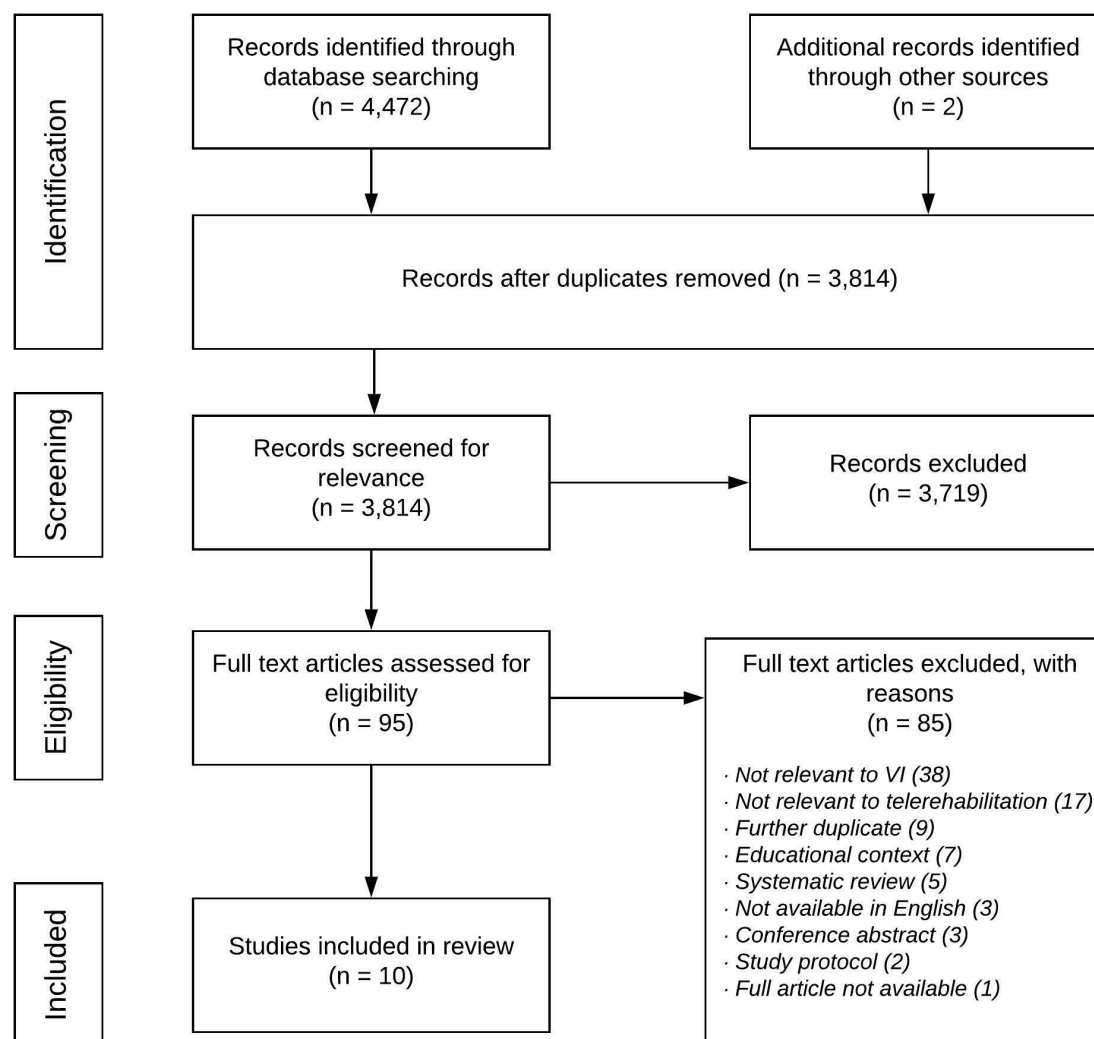 Identification
Records identified through
database searching
(n = 4,472)
Additional records identified
through other sources
(n = 2)
Records after duplicates removed (n = 3,814)
Screening
Records screened for
relevance
(n = 3,814)
Records excluded
(n = 3,719)
Eligibility
Full text articles assessed for
eligibility
(n = 95)
Full text articles excluded, with
reasons
(n = 85)
· Not relevant to VI (38)
· Not relevant to telerehabilitation (17)
· Further duplicate (9)
· Educational context (7)
· Systematic review (5)
· Not available in English (3)
· Conference abstract (3)
· Study protocol (2)
· Full article not available (1)
Included
Studies included in review
(n = 10)